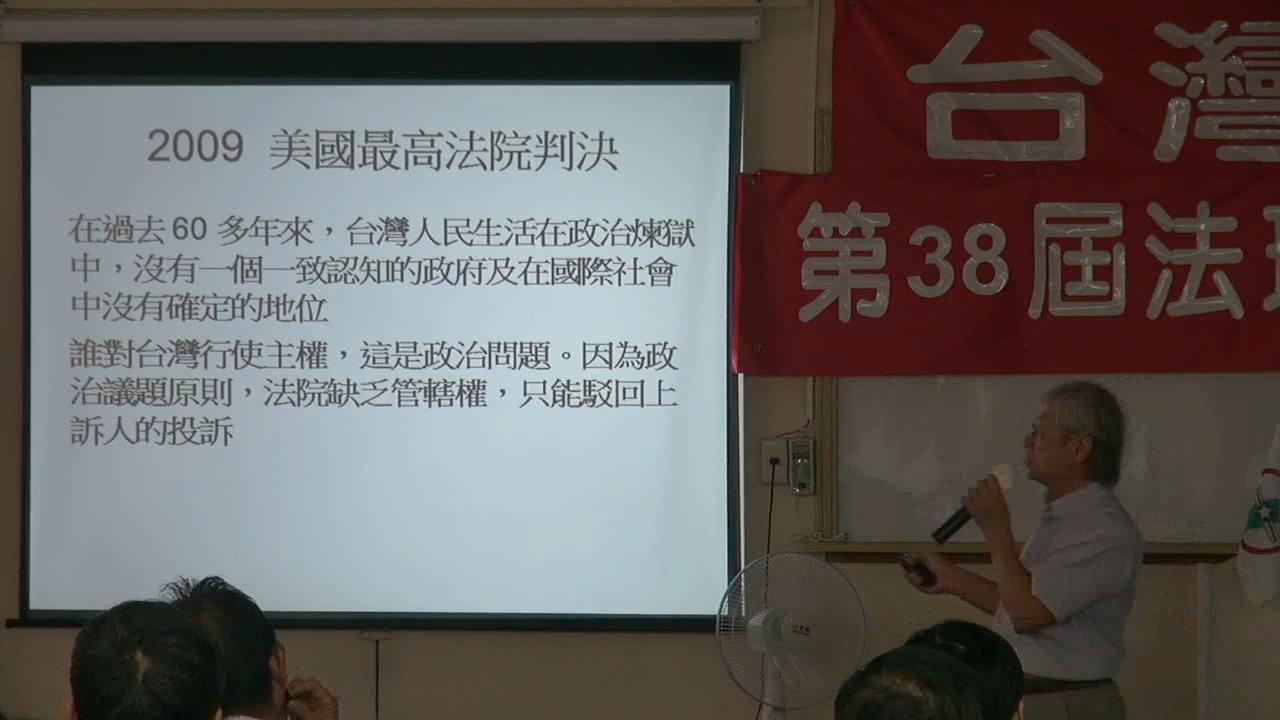 2009 美國最高法院判決
在過去60多年來，台灣人民生活在政治煉獄
中，沒有一個一致認知的政府及在國際社會
中沒有確定的地位
誰對台灣行使主權，這是政治問題。因為政
治議題原則，法院缺乏管轄權，只能駁回上
訴人的投訴
台灣
第38屆法理